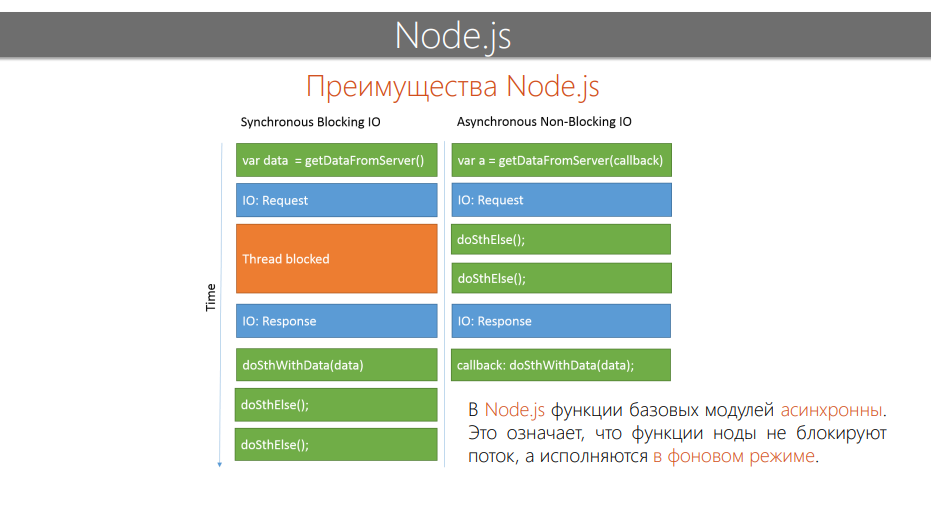 Node.js
Преимущества Node.js
Synchronous Blocking IO
Asynchronous Non-Blocking IO
Time
var data = getDataFromServer()
IO: Request
Thread blocked
IO: Response
doSthWithData(data)
doSthElse();
doSthElse();
var a = getDataFromServer(callback)
IO: Request
doSthElse();
doSthElse();
IO: Response
callback: doSthWithData(data);
В Node.js функции базовых модулей асинхронны.
Это означает, что функции ноды не блокируют
поток, а исполняются в фоновом режиме.